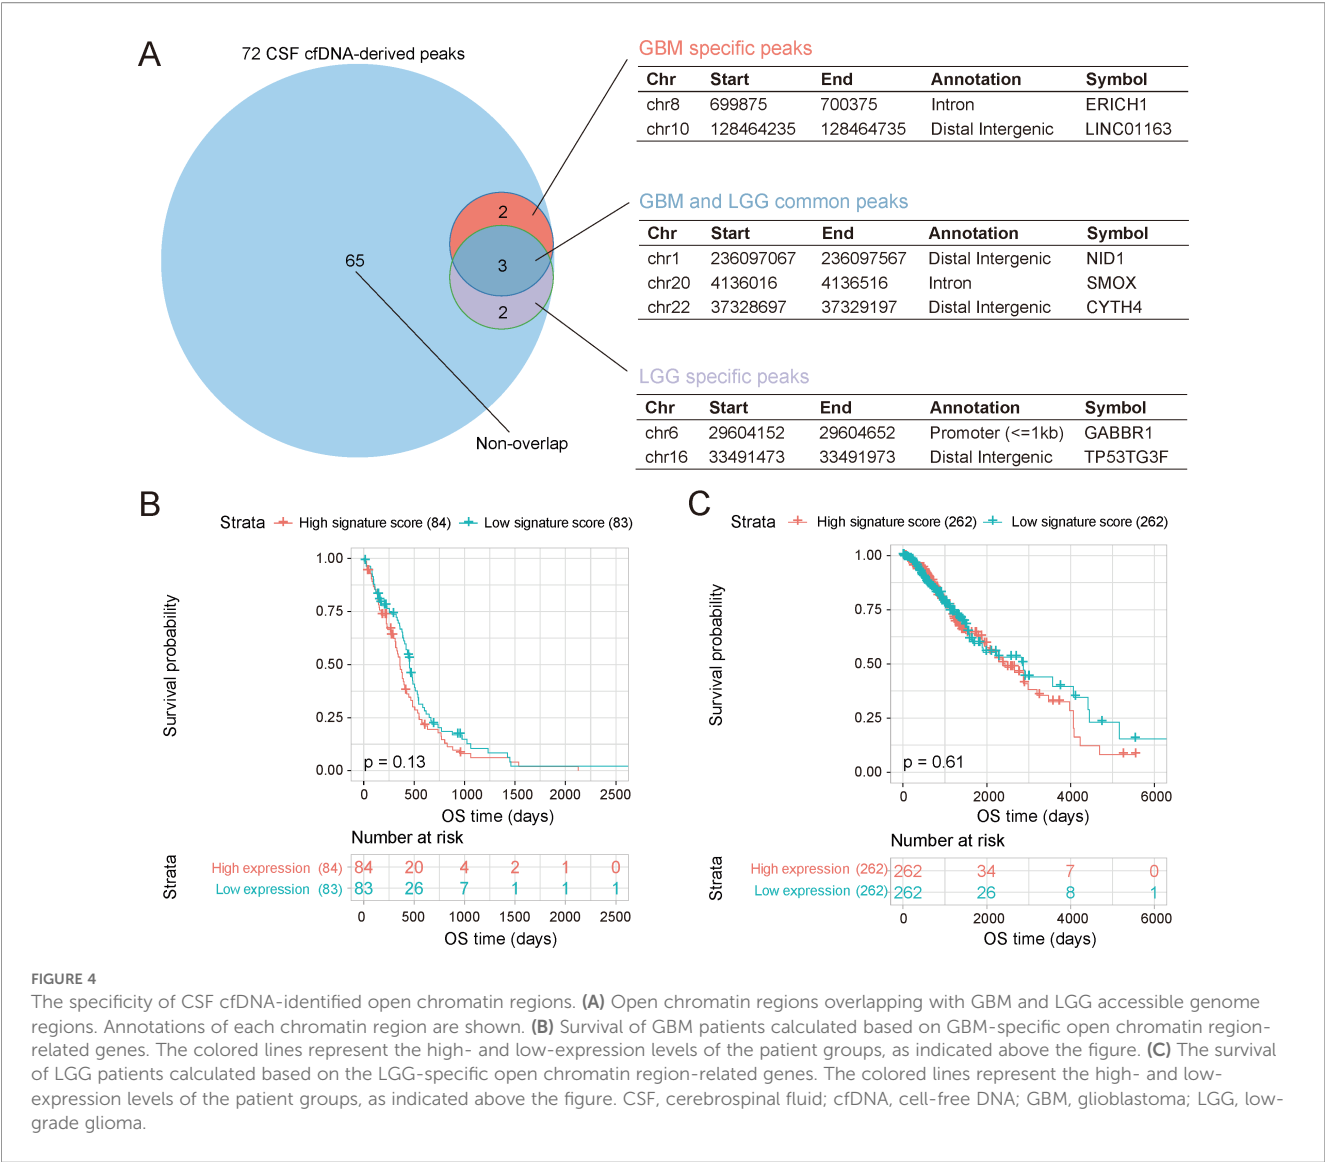 A
72 CSF cfDNA-derived peaks
65
2
3
2
Non-overlap
GBM specific peaks
Chr Start End Annotation Symbol
chr8 699875 700375 Intron ERICH1
chr10 128464235 128464735 Distal Intergenic LINC01163
GBM and LGG common peaks
Chr Start End Annotation Symbol
chr1 236097067 236097567 Distal Intergenic NID1
chr20 4136016 4136516 Intron SMOX
chr22 37328697 37329197 Distal Intergenic CYTH4
LGG specific peaks
Chr Start End Annotation Symbol
chr6 29604152 29604652 Promoter (<=1kb) GABBR1
chr16 33491473 33491973 Distal Intergenic TP53TG3F
B
Strata High signature score (84) Low signature score (83)
Survival probability
1.00
0.75
0.50
0.25
0.00
p = 0.13
0 500 1000 1500 2000 2500
OS time (days)
Number at risk
Strata
High expression (84) 84 20 4 2 1 0
Low expression (83) 83 26 7 1 1 1
0 500 1000 1500 2000 2500
OS time (days)
C
Strata High signature score (262) Low signature score (262)
Survival probability
1.00
0.75
0.50
0.25
0.00
p = 0.61
0 2000 4000 6000
OS time (days)
Number at risk
Strata
High expression (262) 262 34 7 0
Low expression (262) 262 26 8 1
0 2000 4000 6000
OS time (days)
FIGURE 4
The specificity of CSF cfDNA-identified open chromatin regions. (A) Open chromatin regions overlapping with GBM and LGG accessible genome
regions. Annotations of each chromatin region are shown. (B) Survival of GBM patients calculated based on GBM-specific open chromatin region-
related genes. The colored lines represent the high- and low-expression levels of the patient groups, as indicated above the figure. (C) The survival
of LGG patients calculated based on the LGG-specific open chromatin region-related genes. The colored lines represent the high- and low-
expression levels of the patient groups, as indicated above the figure. CSF, cerebrospinal fluid; cfDNA, cell-free DNA; GBM, glioblastoma; LGG, low-
grade glioma.